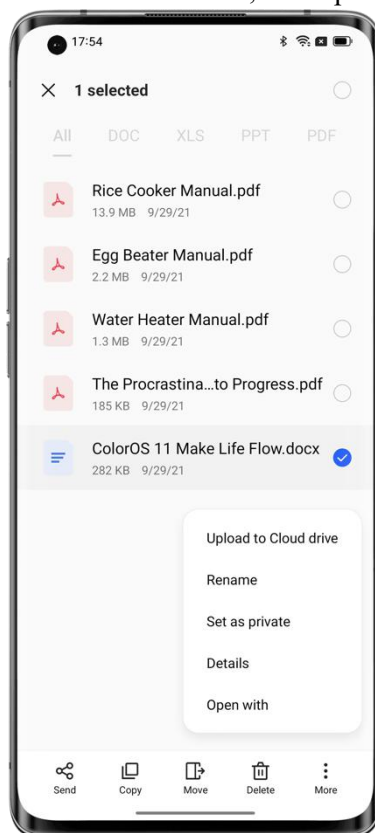 17:54
1 selected
All DOC XLS PPT PDF
Rice Cooker Manual.pdf
13.9 MB 9/29/21
Egg Beater Manual.pdf
2.2 MB 9/29/21
Water Heater Manual.pdf
1.3 MB 9/29/21
The Procrastina...to Progress.pdf
185 KB 9/29/21
ColorOS 11 Make Life Flow.docx
282 KB 9/29/21
Upload to Cloud drive
Rename
Set as private
Details
Open with
Send Copy Move Delete More